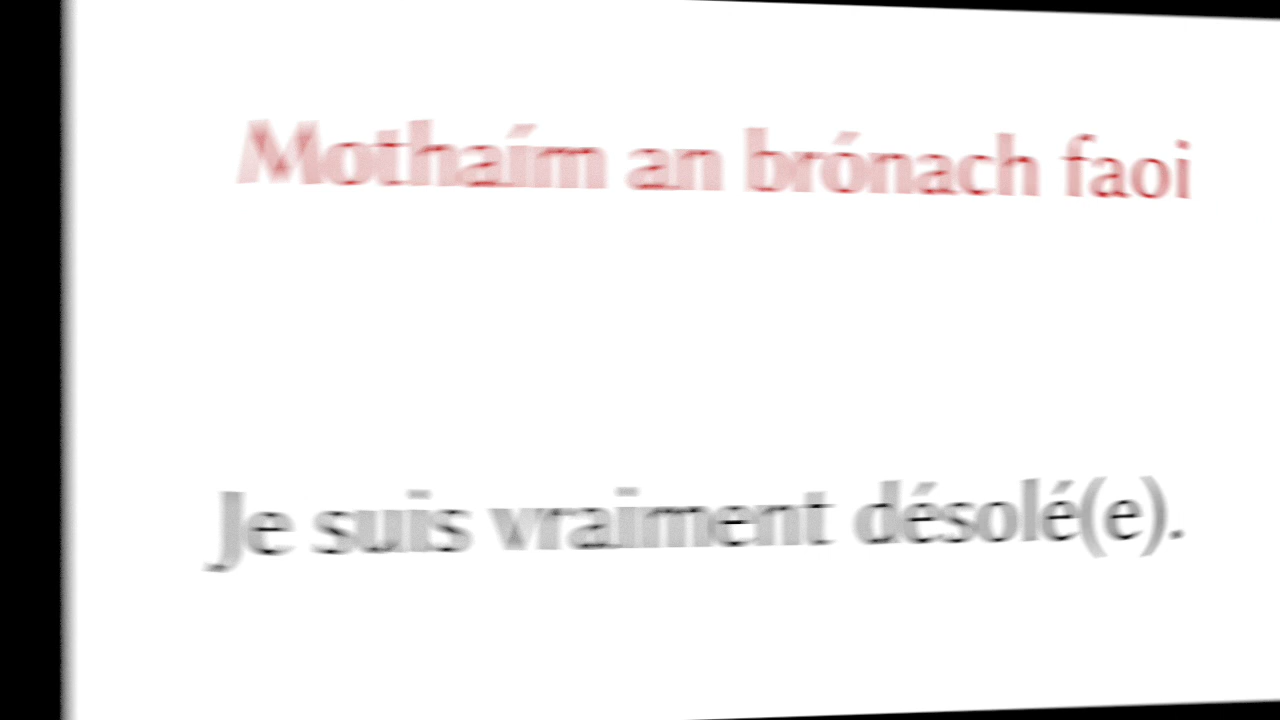 Mothaím an brónach faoi
Je suis vraiment désolé(e).